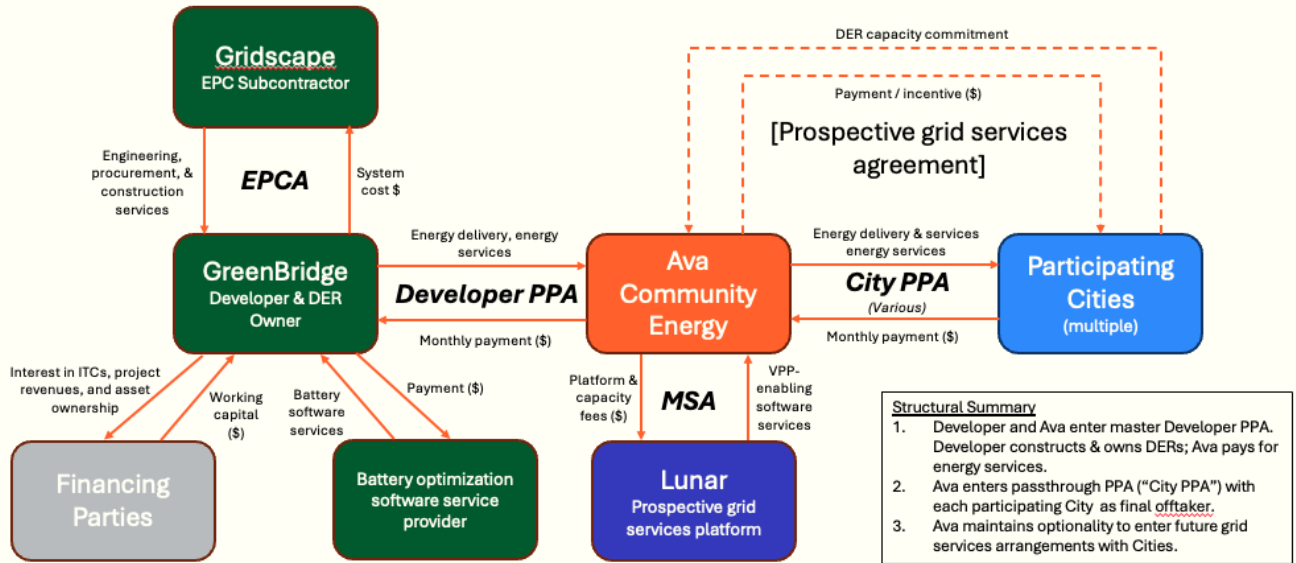 Gridscape
EPC Subcontractor
DER capacity commitment
Payment / incentive ($)
[Prospective grid services
agreement]
Engineering,
procurement, &
construction
services
EPCA
System
cost $
GreenBridge
Developer & DER
Owner
Energy delivery, energy
services
Developer PPA
Monthly payment ($)
Ava
Community
Energy
Energy delivery & services
energy services
City PPA
(Various)
Monthly payment ($)
Participating
Cities
(multiple)
Interest in ITCs, project
revenues, and asset
ownership
Working
capital
($)
Battery
software
services
Payment ($)
Platform &
capacity
fees ($)
MSA
VPP-
enabling
software
services
Financing
Parties
Battery optimization
software service
provider
Lunar
Prospective grid
services platform
Structural Summary
1. Developer and Ava enter master Developer PPA.
Developer constructs & owns DERs; Ava pays for
energy services.
2. Ava enters passthrough PPA (“City PPA”) with
each participating City as final offtaker.
3. Ava maintains optionality to enter future grid
services arrangements with Cities.